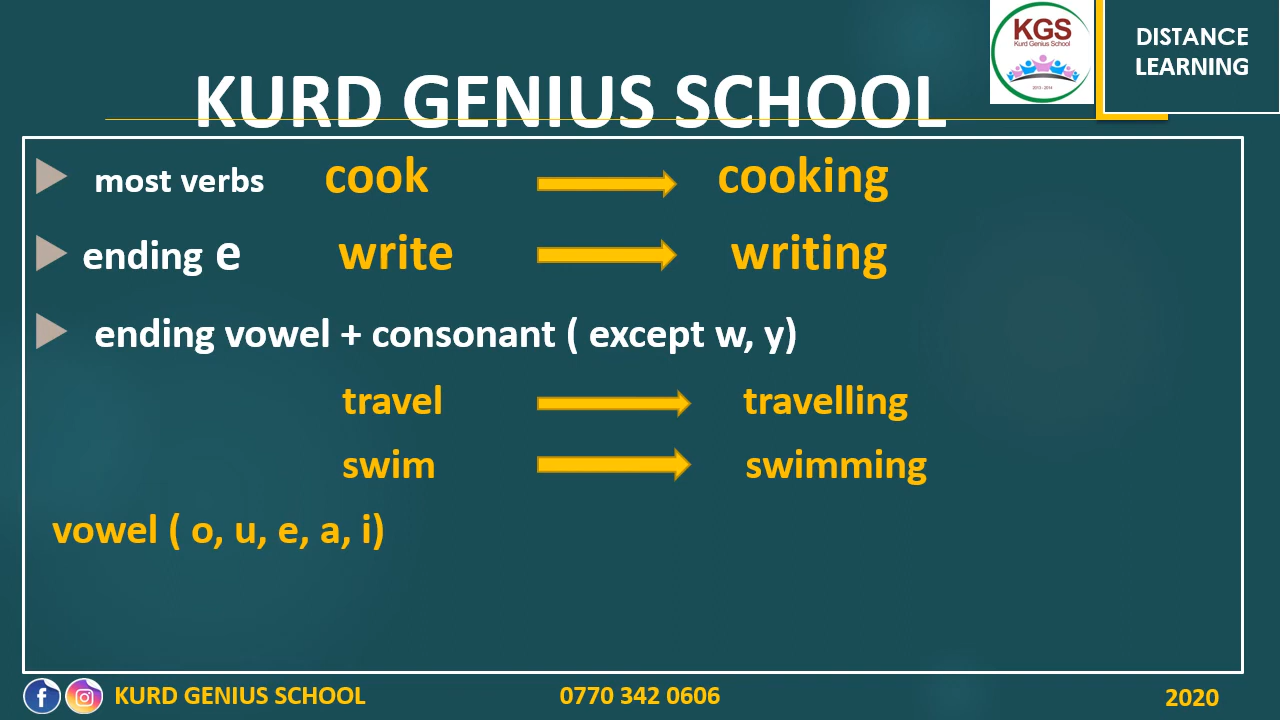 KGS
Kurd Genius School
2013 - 2014
DISTANCE
LEARNING
KURD GENIUS SCHOOL
most verbs cook cooking
ending e write writing
ending vowel + consonant ( except w, y)
travel travelling
swim swimming
vowel ( o, u, e, a, i)
KURD GENIUS SCHOOL 0770 342 0606 2020